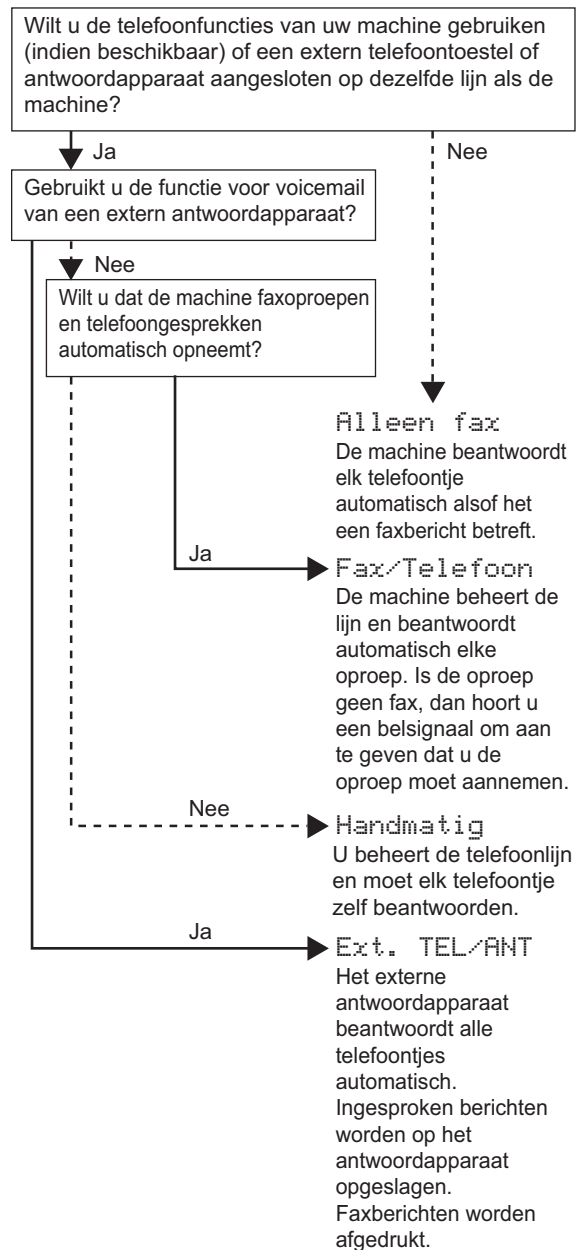 Wilt u de telefoonfuncties van uw machine gebruiken
(indien beschikbaar) of een extern telefoontoestel of
antwoordapparaat aangesloten op dezelfde lijn als de
machine?
Ja
Nee
Gebruikt u de functie voor voicemail
van een extern antwoordapparaat?
Nee
Wilt u dat de machine faxoproepen
en telefoongesprekken
automatisch opneemt?
Alleen fax
De machine beantwoordt
elk telefoontje
automatisch alsof het
een faxbericht betreft.
Ja
Fax/Telefoon
De machine beheert de
lijn en beantwoordt
automatisch elke
oproep. Is de oproep
geen fax, dan hoort u
een belsignaal om aan
te geven dat u de
oproep moet aannemen.
Nee
Handmatig
U beheert de telefoonlijn
en moet elk telefoontje
zelf beantwoorden.
Ja
Ext. TEL/ANT
Het externe
antwoordapparaat
beantwoordt alle
telefoontjes
automatisch.
Ingesproken berichten
worden op het
antwoordapparaat
opgeslagen.
Faxberichten worden
afgedrukt.